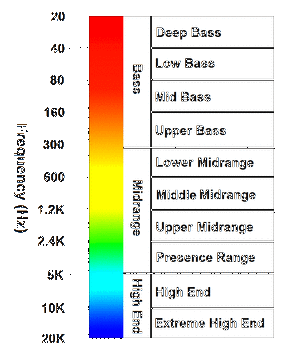 20
40
80
160
300
600
1.2K
2.4K
5K
10K
20K
Frequency (Hz)
Bass
Deep Bass
Low Bass
Mid Bass
Upper Bass
Midrange
Lower Midrange
Middle Midrange
Upper Midrange
Presence Range
High End
High End
Extreme High End